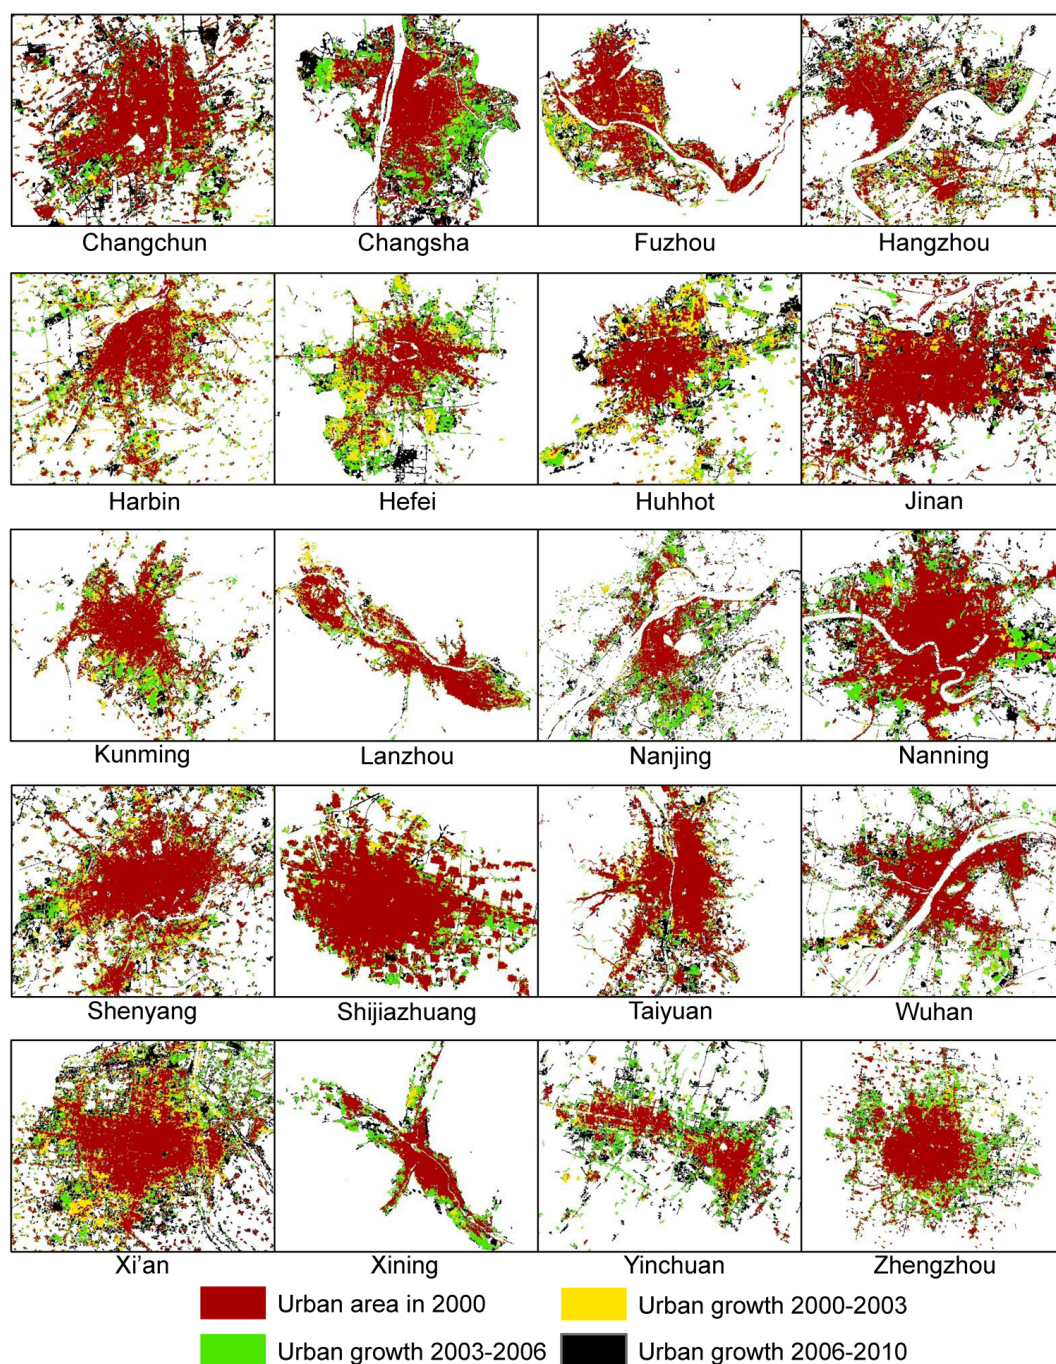 Changchun Changsha Fuzhou Hangzhou
Harbin Hefei Huhhot Jinan
Kunming Lanzhou Nanjing Nanning
Shenyang Shijiazhuang Taiyuan Wuhan
Xi'an Xining Yinchuan Zhengzhou
Urban area in 2000 Urban growth 2000-2003
Urban growth 2003-2006 Urban growth 2006-2010